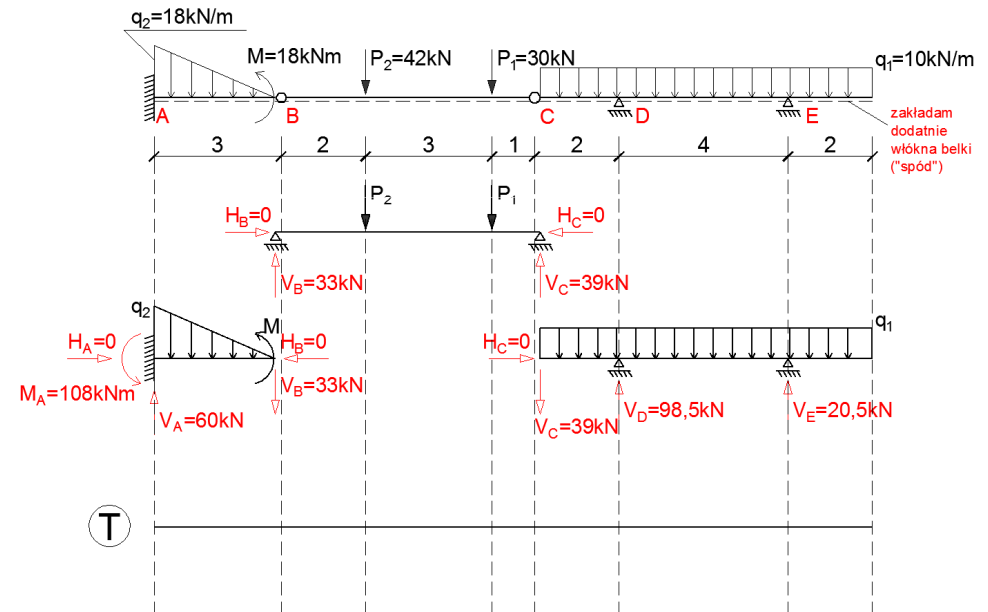 q2=18kN/m
M=18kNm
P2=42kN
P1=30kN
q1=10kN/m
A
B
C
D
E
zakładam
dodatnie
włókna belki
("spód")
3
2
3
1
2
4
2
P2
Pi
HB=0
HC=0
VB=33kN
VC=39kN
q2
M
q1
HA=0
HB=0
HC=0
MA=108kNm
VB=33kN
VA=60kN
VC=39kN
VD=98,5kN
VE=20,5kN
T